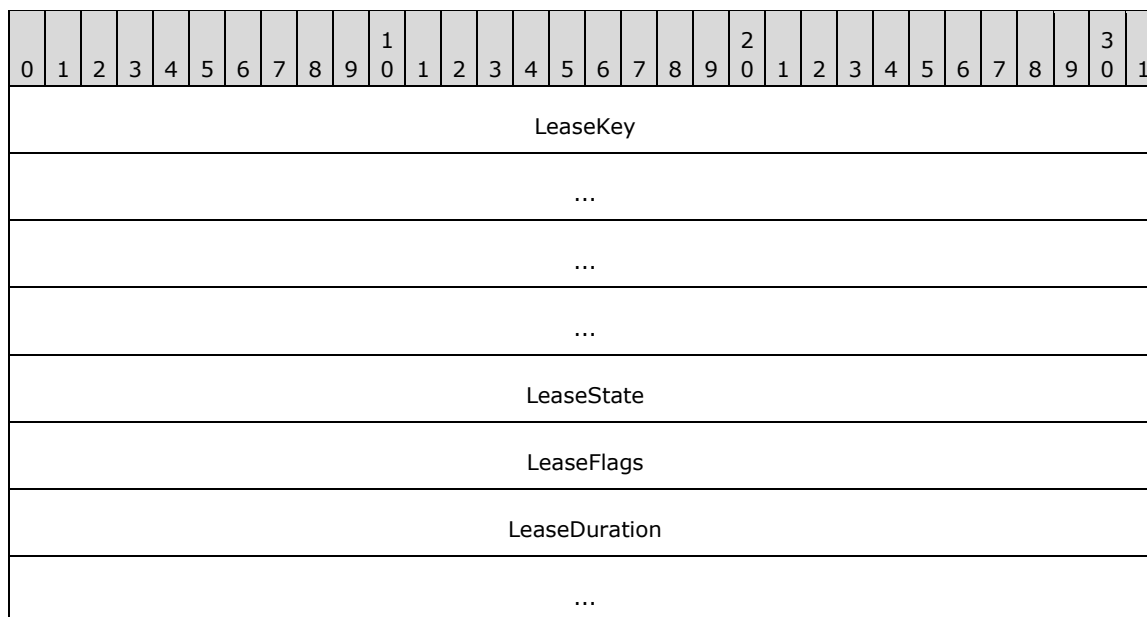 1 2 3
0 1 2 3 4 5 6 7 8 9 0 1 2 3 4 5 6 7 8 9 0 1 2 3 4 5 6 7 8 9 0 1
LeaseKey
...
...
...
LeaseState
LeaseFlags
LeaseDuration
...